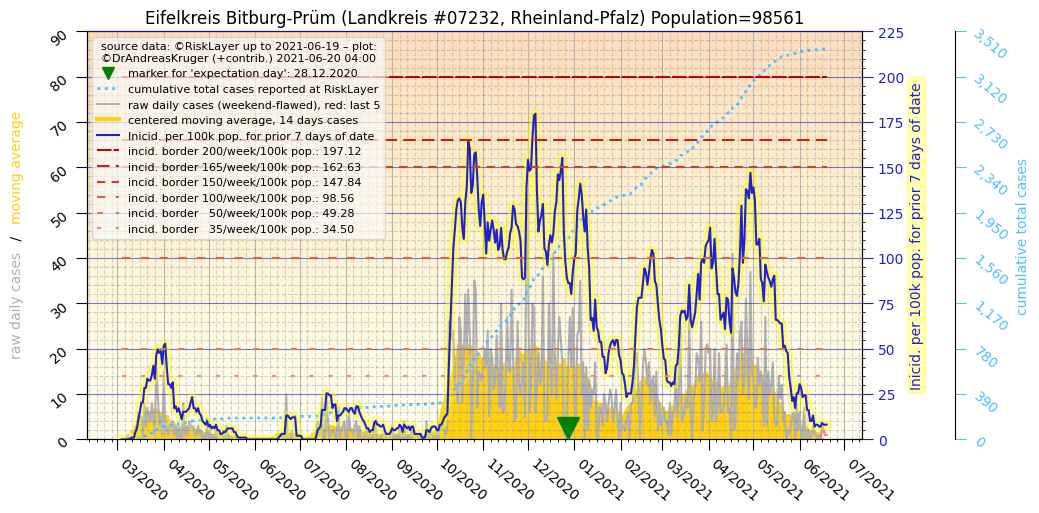 Eifelkreis Bitburg-Prüm (Landkreis #07232, Rheinland-Pfalz) Population=98561
source data: ©RiskLayer up to 2021-06-19 – plot:
©DrAndreasKruger (+contrib.) 2021-06-20 04:00
marker for 'expectation day': 28.12.2020
cumulative total cases reported at RiskLayer
raw daily cases (weekend-flawed), red: last 5
centered moving average, 14 days cases
Inicid. per 100k pop. for prior 7 days of date
incid. border 200/week/100k pop.: 197.12
incid. border 165/week/100k pop.: 162.63
incid. border 150/week/100k pop.: 147.84
incid. border 100/week/100k pop.: 98.56
incid. border 50/week/100k pop.: 49.28
incid. border 35/week/100k pop.: 34.50
raw daily cases / moving average
90
80
70
60
50
40
30
20
10
0
225
200
175
150
125
100
75
50
25
0
Inicid. per 100k pop. for prior 7 days of date
3,510
3,120
2,730
2,340
1,950
1,560
1,170
780
390
0
cumulative total cases
03/2020
04/2020
05/2020
06/2020
07/2020
08/2020
09/2020
10/2020
11/2020
12/2020
01/2021
02/2021
03/2021
04/2021
05/2021
06/2021
07/2021